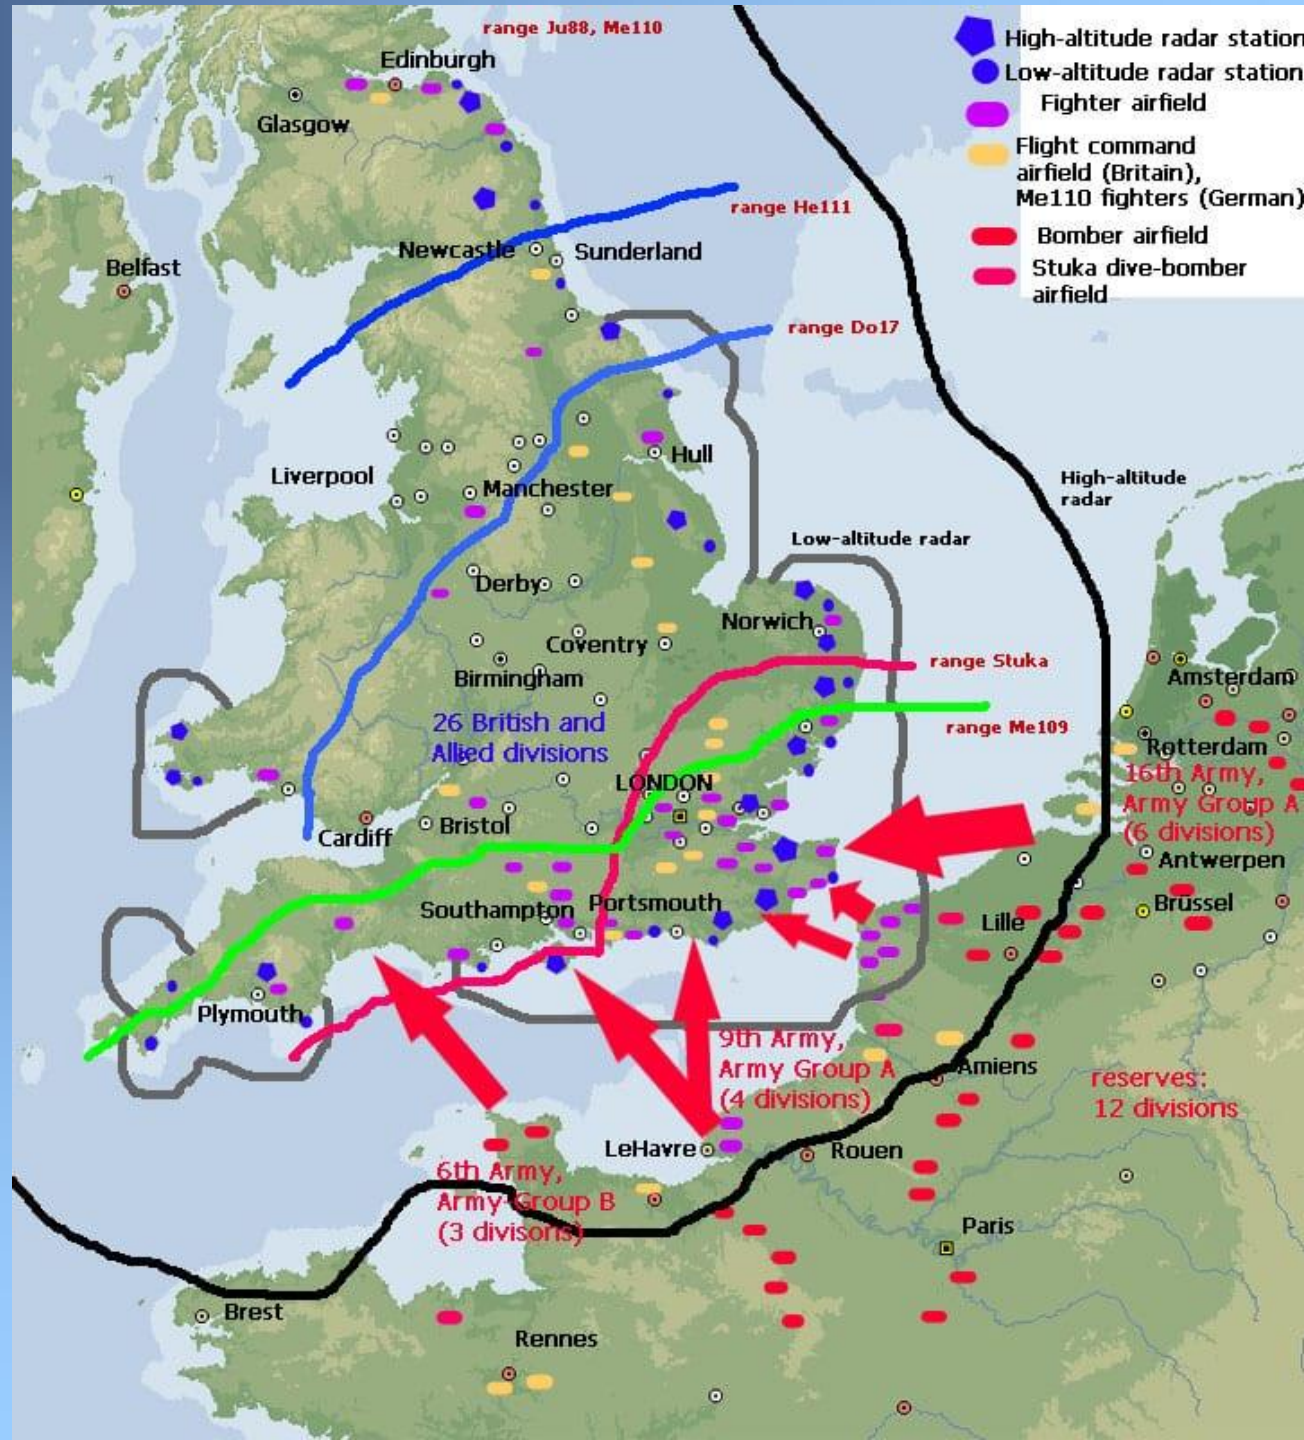 range Ju88, Me110
High-altitude radar station
Low-altitude radar station
Fighter airfield
Flight command
airfield (Britain),
Me110 fighters (German)
Bomber airfield
Stuka dive-bomber
airfield
Edinburgh
Glasgow
range He111
Newcastle
Sunderland
Belfast
range Do17
Hull
Liverpool
Manchester
High-altitude
radar
Low-altitude radar
Derby
Norwich
Coventry
Birmingham
range Stuka
Amsterdam
26 British and
Allied divisions
range Me109
Rotterdam
16th Army,
Army Group A
(6 divisions)
LONDON
Cardiff
Bristol
Antwerpen
Brüssel
Southampton
Portsmouth
Lille
Plymouth
9th Army,
Army Group A
(4 divisions)
Amiens
reserves:
12 divisions
LeHavre
Rouen
6th Army,
Army Group B
(3 divisons)
Paris
Brest
Rennes